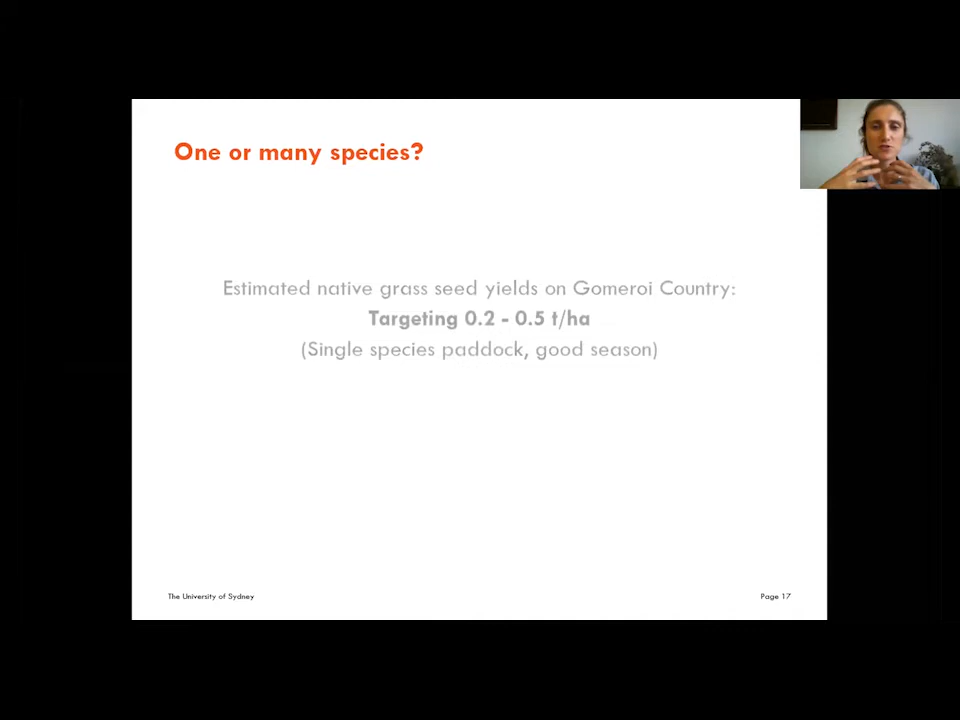 One or many species?
Estimated native grass seed yields on Gomeroi Country:
Targeting 0.2 - 0.5 t/ha
(Single species paddock, good season)
The University of Sydney
Page 17